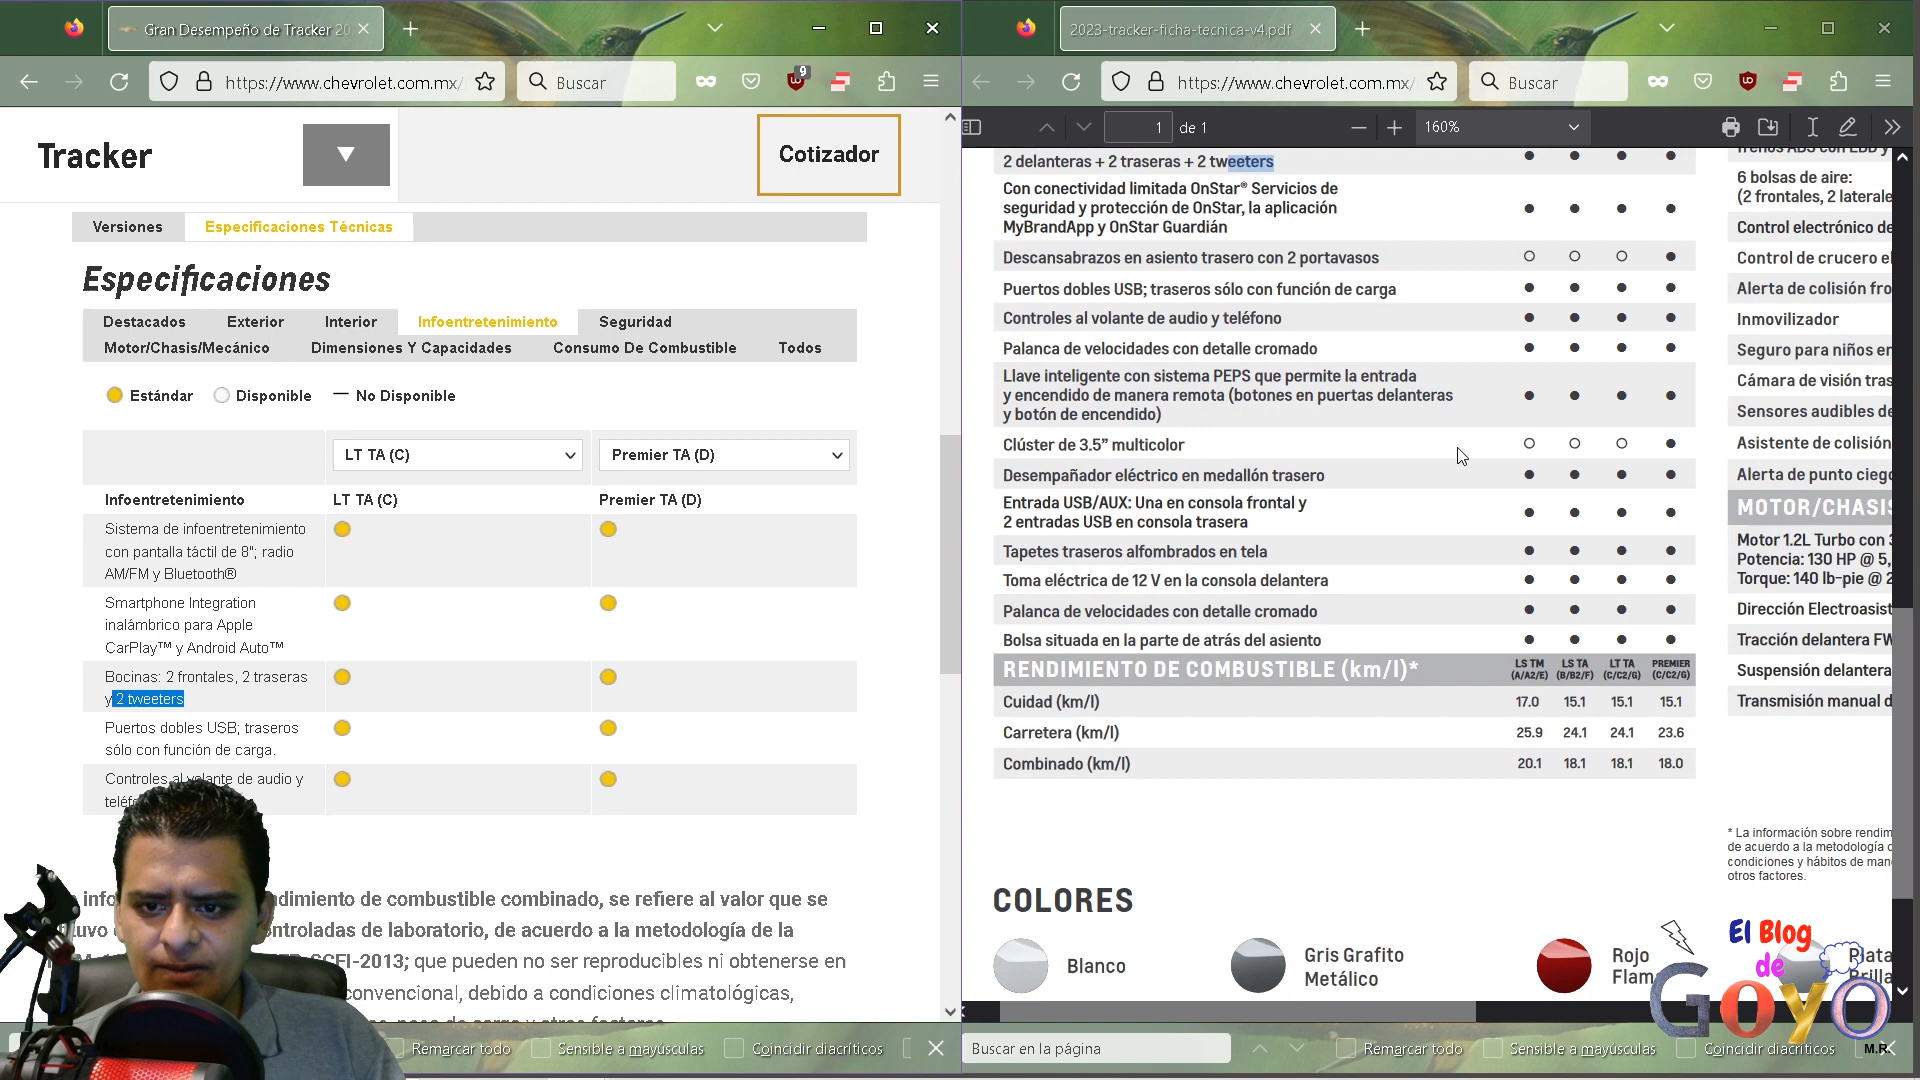 Gran Desempeño de Tracker 20
https://www.chevrolet.com.mx/
Buscar
9
Tracker
Cotizador
Versiones
Especificaciones Técnicas
Especificaciones
Destacados
Exterior
Interior
Infoentretenimiento
Seguridad
Motor/Chasis/Mecánico
Dimensiones Y Capacidades
Consumo De Combustible
Todos
Estándar
Disponible
No Disponible
LT TA (C)
Premier TA (D)
Infoentretenimiento
LT TA (C)
Premier TA (D)
Sistema de infoentretenimiento
con pantalla táctil de 8"; radio
AM/FM y Bluetooth®
Smartphone Integration
inalámbrico para Apple
CarPlay™ y Android Auto™
Bocinas: 2 frontales, 2 traseras
y 2 tweeters
Puertos dobles USB; traseros
sólo con función de carga.
Controles al volante de audio y
ndimiento de combustible combinado, se refiere al valor que se
ntroladas de laboratorio, de acuerdo a la metodología de la
SCFI-2013; que pueden no ser reproducibles ni obtenerse en
convencional, debido a condiciones climatológicas,
Remarcar todo
Sensible a mayúsculas
Coincidir diacríticos
2023-tracker-ficha-tecnica-v4.pdf
https://www.chevrolet.com.mx/
Buscar
1 de 1
160%
2 delanteras + 2 traseras + 2 tweeters
Con conectividad limitada OnStar® Servicios de
seguridad y protección de OnStar, la aplicación
MyBrandApp y OnStar Guardián
Descansabrazos en asiento trasero con 2 portavasos
Puertos dobles USB; traseros sólo con función de carga
Controles al volante de audio y teléfono
Palanca de velocidades con detalle cromado
Llave inteligente con sistema PEPS que permite la entrada
y encendido de manera remota (botones en puertas delanteras
y botón de encendido)
Clúster de 3.5” multicolor
Desempañador eléctrico en medallón trasero
Entrada USB/AUX: Una en consola frontal y
2 entradas USB en consola trasera
Tapetes traseros alfombrados en tela
Toma eléctrica de 12 V en la consola delantera
Palanca de velocidades con detalle cromado
Bolsa situada en la parte de atrás del asiento
RENDIMIENTO DE COMBUSTIBLE (km/l)*
LS TM (A/A2/E)
LS TA (B/B2/F)
LT TA (C/C2/G)
PREMIER (C/C2/G)
Cuidad (km/l) 17.0 15.1 15.1 15.1
Carretera (km/l) 25.9 24.1 24.1 23.6
Combinado (km/l) 20.1 18.1 18.1 18.0
COLORES
Blanco
Gris Grafito
Metálico
Rojo
Flam
Plata
Brilla
6 bolsas de aire:
(2 frontales, 2 laterale
Control electrónico de
Control de crucero el
Alerta de colisión fro
Inmovilizador
Seguro para niños en
Cámara de visión tras
Sensores audibles de
Asistente de colisión
Alerta de punto ciego
MOTOR/CHASIS
Motor 1.2L Turbo con 3
Potencia: 130 HP @ 5,
Torque: 140 lb-pie @ 2
Dirección Electroasist
Tracción delantera FW
Suspensión delantera
Transmisión manual d
* La información sobre rendim
de acuerdo a la metodología c
condiciones y hábitos de man
otros factores.
El Blog
de
GoYO
M.R.
Buscar en la página
Remarcar todo
Sensible a mayúsculas
Coincidir diacríticos